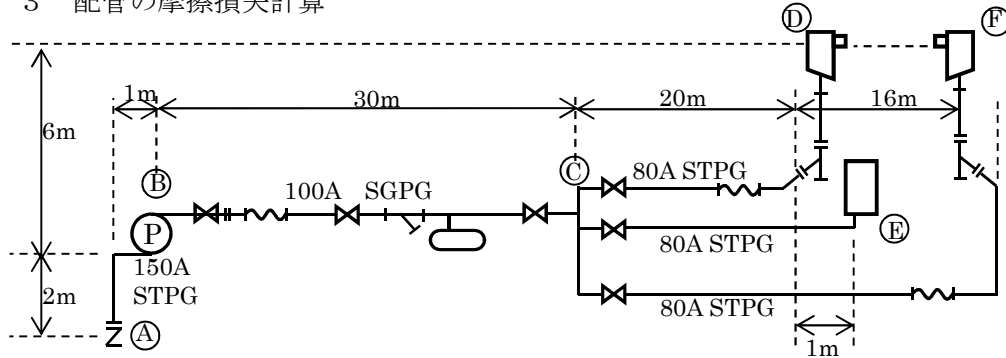 3 配管の摩擦損失計算
D
F
1m
30m
20m
16m
6m
B
C
80A STPG
100A
SGPG
P
E
80A STPG
150A
STPG
2m
80A STPG
A
1m